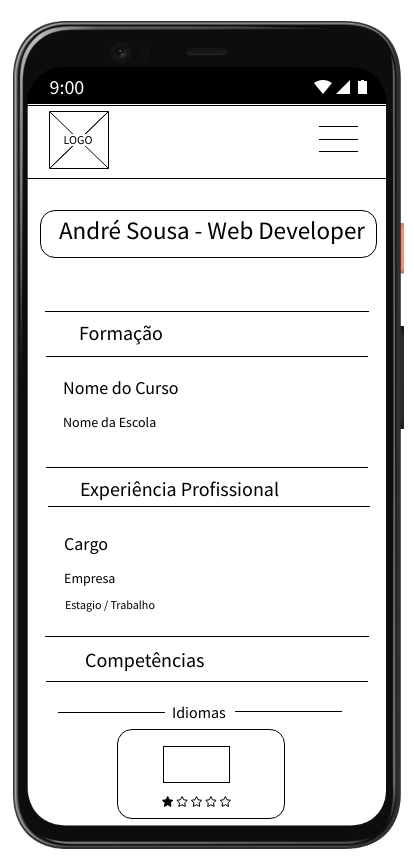 9:00
LOGO
André Sousa - Web Developer
Formação
Nome do Curso
Nome da Escola
Experiência Profissional
Cargo
Empresa
Estagio / Trabalho
Competências
Idiomas